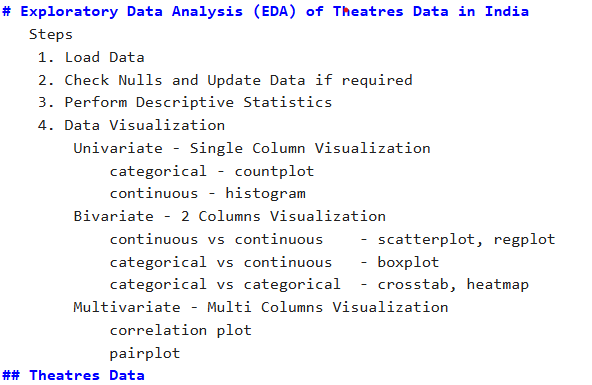 # Exploratory Data Analysis (EDA) of Theatres Data in India
Steps
1. Load Data
2. Check Nulls and Update Data if required
3. Perform Descriptive Statistics
4. Data Visualization
Univariate - Single Column Visualization
categorical - countplot
continuous - histogram
Bivariate - 2 Columns Visualization
continuous vs continuous - scatterplot, regplot
categorical vs continuous - boxplot
categorical vs categorical - crosstab, heatmap
Multivariate - Multi Columns Visualization
correlation plot
pairplot
## Theatres Data